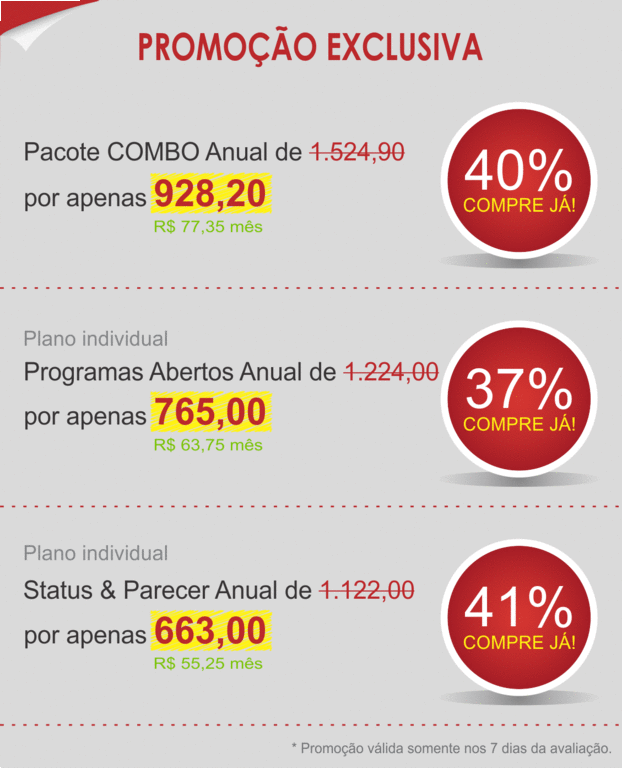 PROMOÇÃO EXCLUSIVA
Pacote COMBO Anual de 1.524,90
por apenas 928,20
R$ 77,35 mês
40%
COMPRE JÁ!
Plano individual
Programas Abertos Anual de 1.224,00
por apenas 765,00
R$ 63,75 mês
37%
COMPRE JÁ!
Plano individual
Status & Parecer Anual de 1.122,00
por apenas 663,00
R$ 55,25 mês
41%
COMPRE JÁ!
* Promoção válida somente nos 7 dias da avaliação.